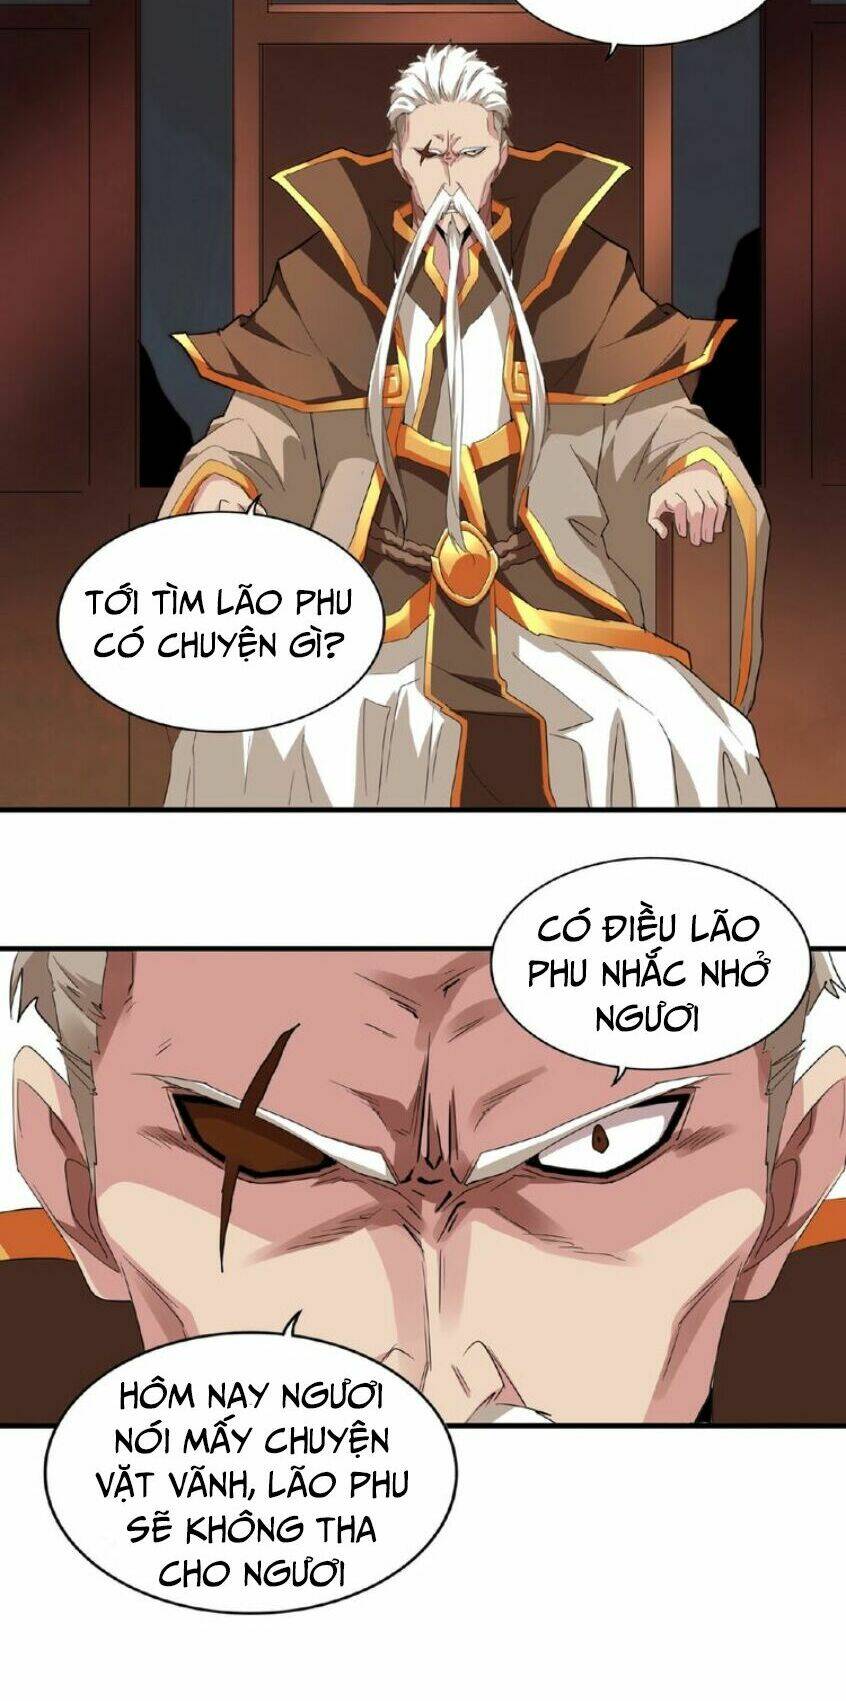 TỚI TÌM LÃO PHU
CÓ CHUYỆN GÌ?
CÓ ĐIỀU LÃO
PHU NHẮC NHỞ
NGƯƠI
HÔM NAY NGƯƠI
NÓI MẤY CHUYỆN
VẶT VÃNH, LÃO PHU
SẼ KHÔNG THA
CHO NGƯƠI